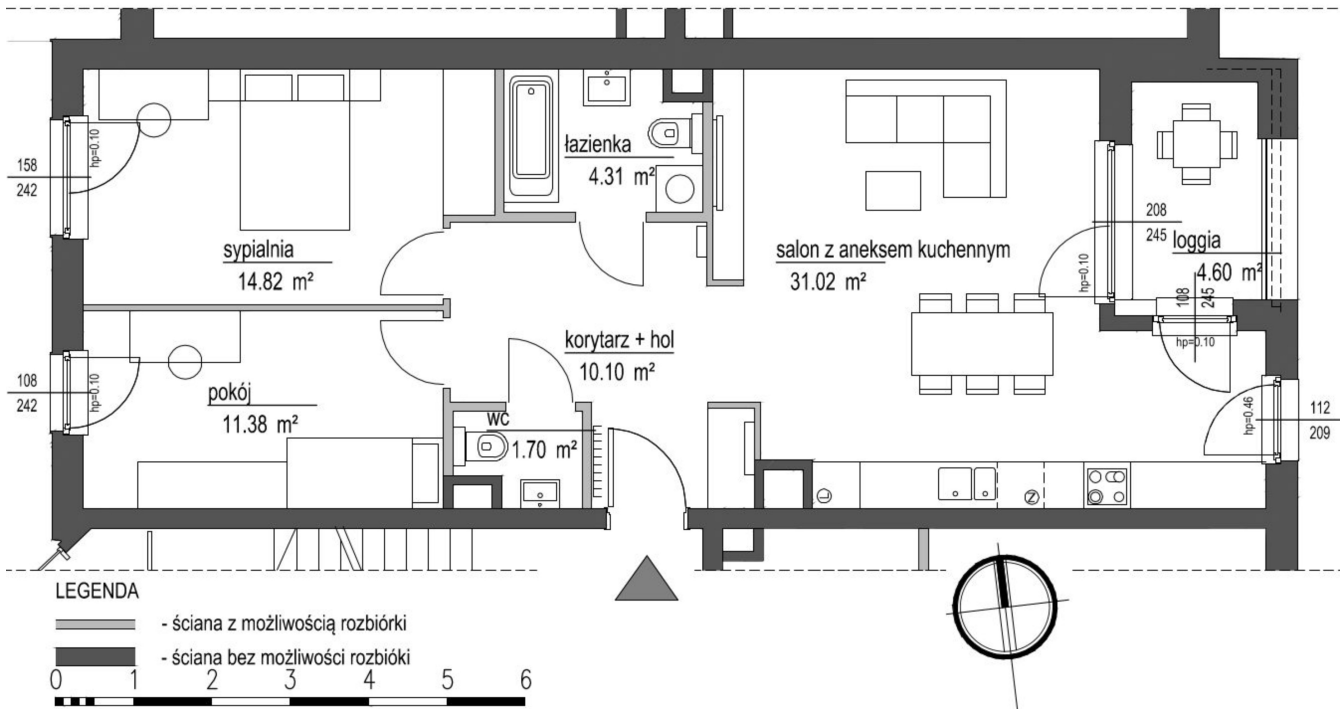 158
242
hp=0.10
sypialnia
14.82 m²
łazienka
4.31 m²
salon z aneksem kuchennym
31.02 m²
208
245
hp=0.10
loggia
4.60 m²
108
245
hp=0.10
108
242
hp=0.10
pokój
11.38 m²
korytarz + hol
10.10 m²
wc
1.70 m²
hp=0.46
112
209
L
Z
LEGENDA
- ściana z możliwością rozbiórki
- ściana bez możliwości rozbióki
0 1 2 3 4 5 6